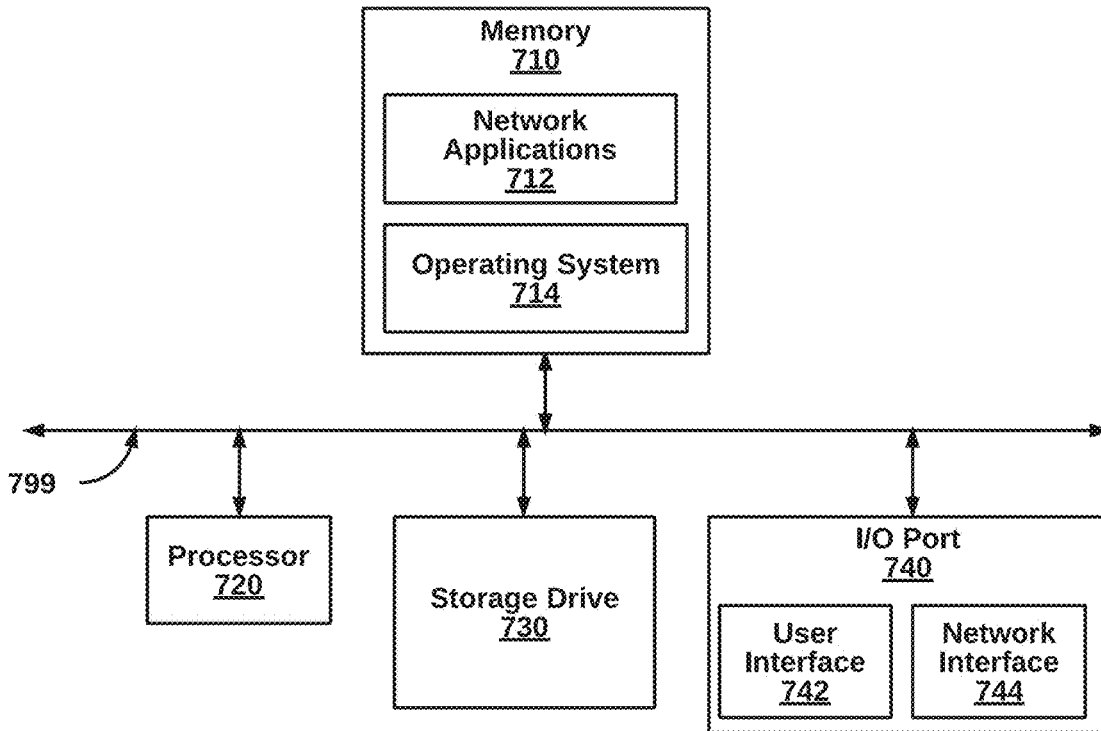 Memory
710
Network
Applications
712
Operating System
714
799
Processor
720
Storage Drive
730
I/O Port
740
User
Interface
742
Network
Interface
744